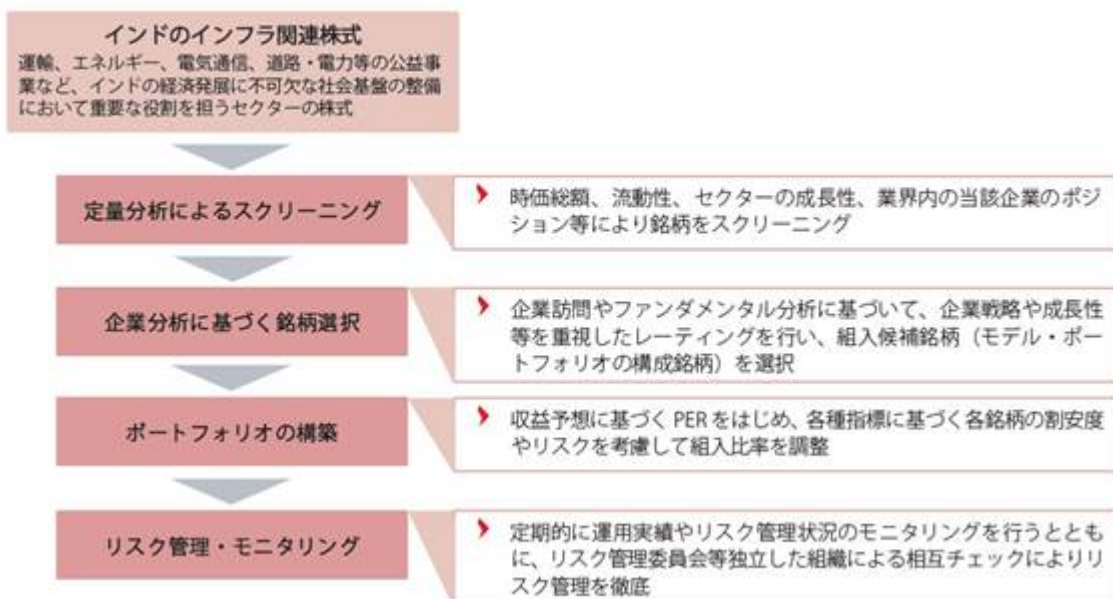 インドのインフラ関連株式
運輸、エネルギー、電気通信、道路・電力等の公益事
業など、インドの経済発展に不可欠な社会基盤の整備
において重要な役割を担うセクターの株式
定量分析によるスクリーニング
時価総額、流動性、セクターの成長性、業界内の当該企業のポジ
ション等により銘柄をスクリーニング
企業分析に基づく銘柄選択
企業訪問やファンダメンタル分析に基づいて、企業戦略や成長性
等を重視したレーティングを行い、組入候補銘柄（モデル・ポー
トフォリオの構成銘柄）を選択
ポートフォリオの構築
収益予想に基づく PER をはじめ、各種指標に基づく各銘柄の割安度
やリスクを考慮して組入比率を調整
リスク管理・モニタリング
定期的に運用実績やリスク管理状況のモニタリングを行うととも
に、リスク管理委員会等独立した組織による相互チェックによりリ
スク管理を徹底